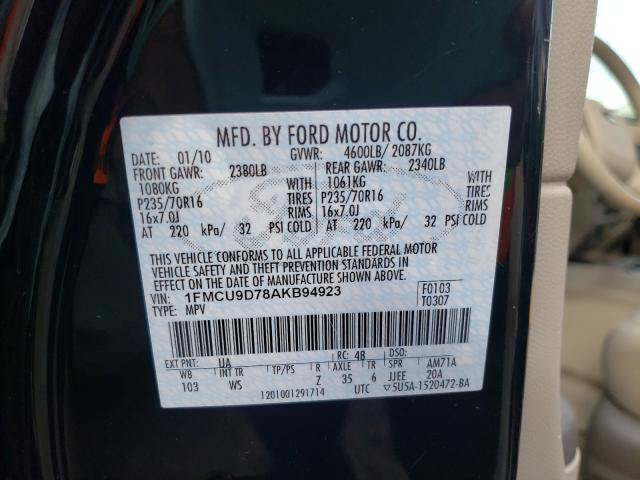 MFD. BY FORD MOTOR CO.
DATE: 01/10 GVWR: 4600LB/ 2087KG
FRONT GAWR: 2380LB REAR GAWR: 2340LB
1080KG WITH 1061KG WITH
P235/70R16 TIRES P235/70R16 TIRES
16x7.0J RIMS 16x7.0J RIMS
AT 220 kPa/ 32 PSI COLD AT 220 kPa/ 32 PSI COLD
THIS VEHICLE CONFORMS TO ALL APPLICABLE FEDERAL MOTOR
VEHICLE SAFETY AND THEFT PREVENTION STANDARDS IN
EFFECT ON THE DATE OF MANUFACTURE SHOWN ABOVE.
VIN: 1FMCU9D78AKB94923 F0103
TYPE: MPV T0307
EXT PNT: UA RC: 48 DSO:
WB INT TR TP/PS R AXLE TR SPR AM71A
103 WS Z 35 6 JJEE 20A
1201001291714 UTC ▽5U5A-1520472-BA
Ford